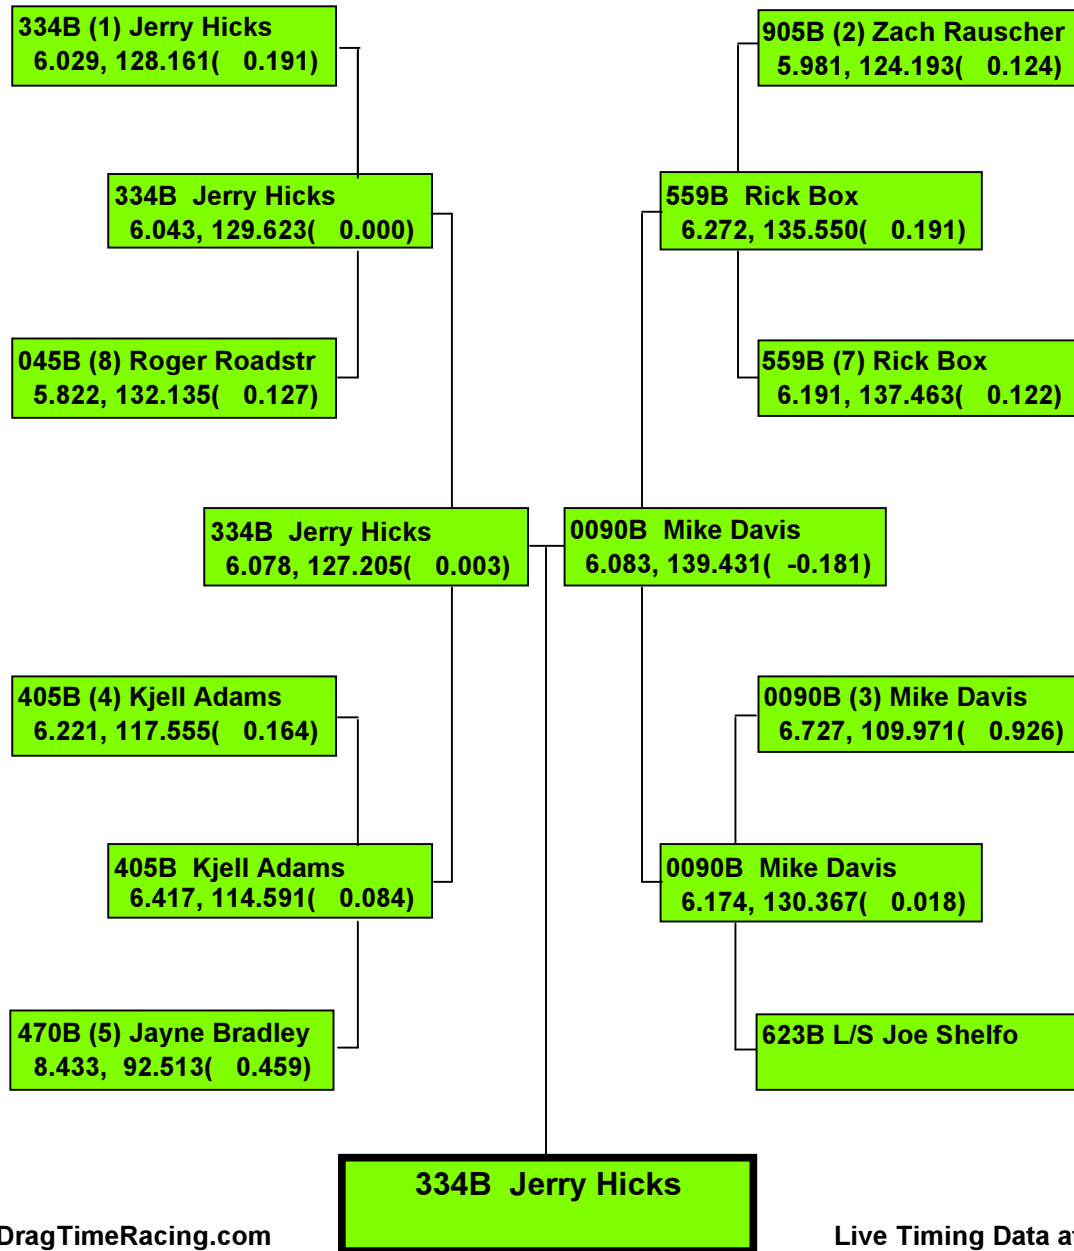 334B (1) Jerry Hicks
6.029, 128.161(   0.191)
905B (2) Zach Rauscher
5.981, 124.193(   0.124)
334B  Jerry Hicks
6.043, 129.623(   0.000)
559B  Rick Box
6.272, 135.550(   0.191)
045B (8) Roger Roadstr
5.822, 132.135(   0.127)
559B (7) Rick Box
6.191, 137.463(   0.122)
334B  Jerry Hicks
6.078, 127.205(   0.003)
0090B  Mike Davis
6.083, 139.431(  -0.181)
405B (4) Kjell Adams
6.221, 117.555(   0.164)
0090B (3) Mike Davis
6.727, 109.971(   0.926)
405B  Kjell Adams
6.417, 114.591(   0.084)
0090B  Mike Davis
6.174, 130.367(   0.018)
470B (5) Jayne Bradley
8.433,  92.513(   0.459)
623B L/S Joe Shelfo
334B  Jerry Hicks
DragTimeRacing.com
Live Timing Data at